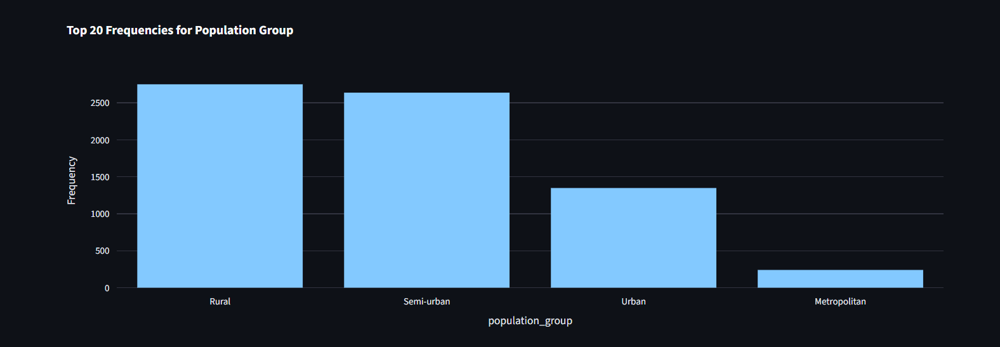 Top 20 Frequencies for Population Group
2500
2000
1500
1000
500
0
Frequency
Rural Semi-urban Urban Metropolitan
population_group